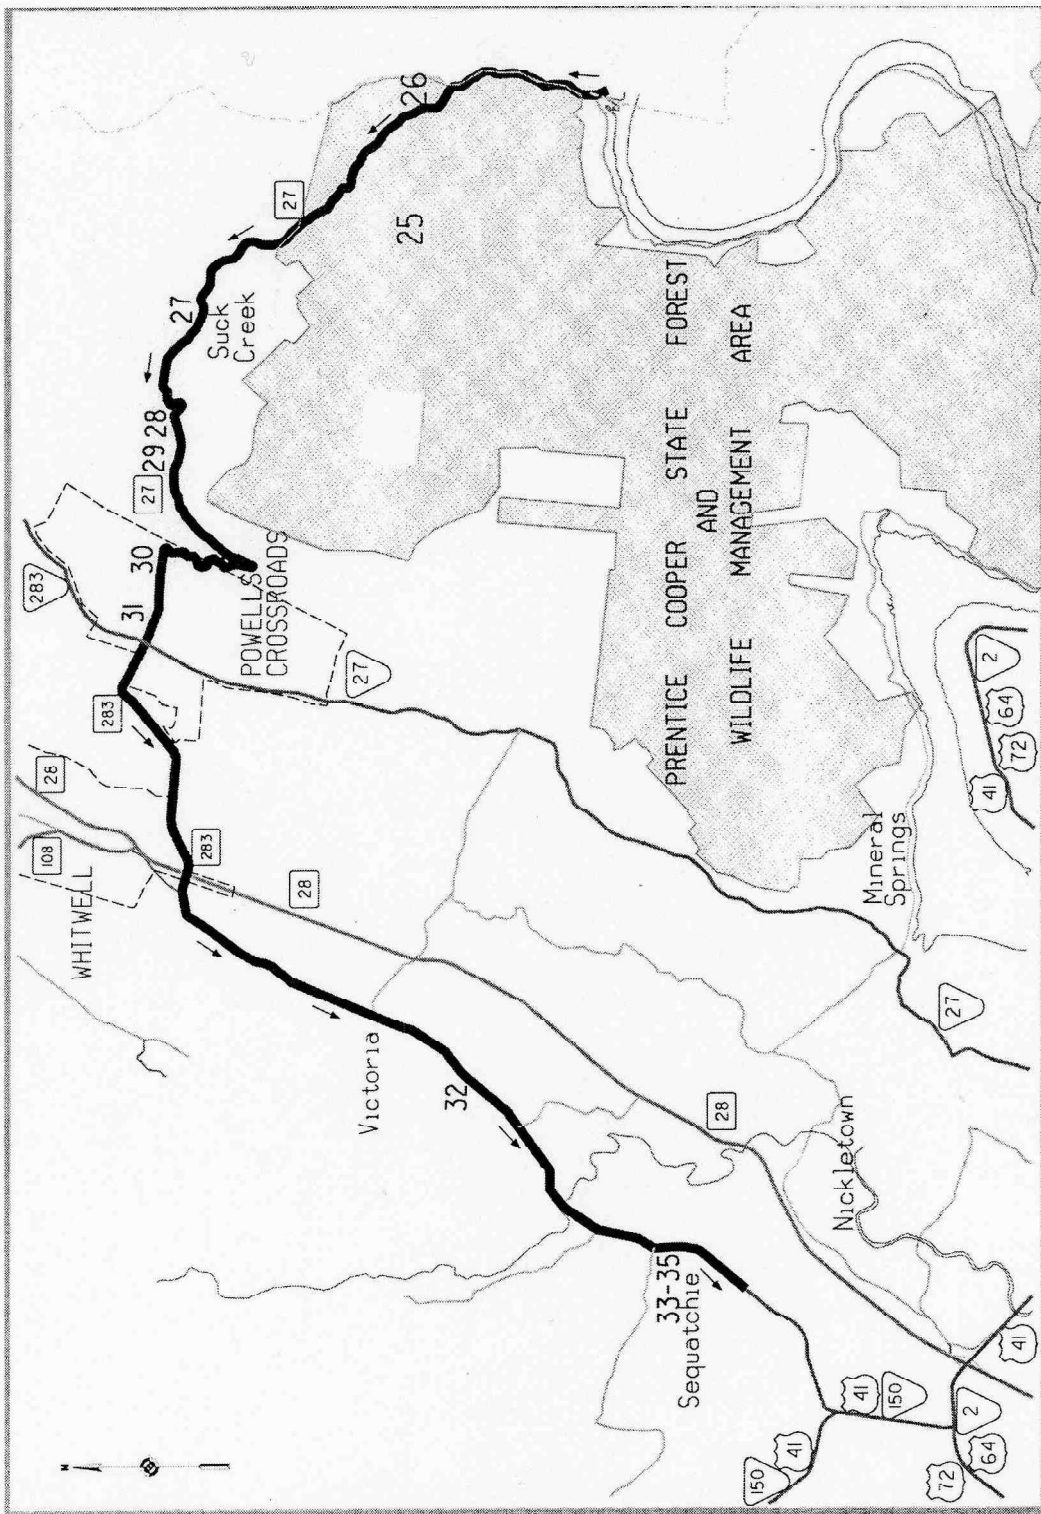 N
WHITWELL
108
28
283
283
283
31
30
27
29
28
27
Suck
Creek
27
26
25
POWELLS
CROSSROADS
27
28
Victoria
32
33-35
Sequatchie
28
PRENTICE COOPER STATE FOREST
AND
WILDLIFE MANAGEMENT AREA
Mineral
Springs
27
Nickletown
150
41
41
150
72
64
2
41
41
72
64
2